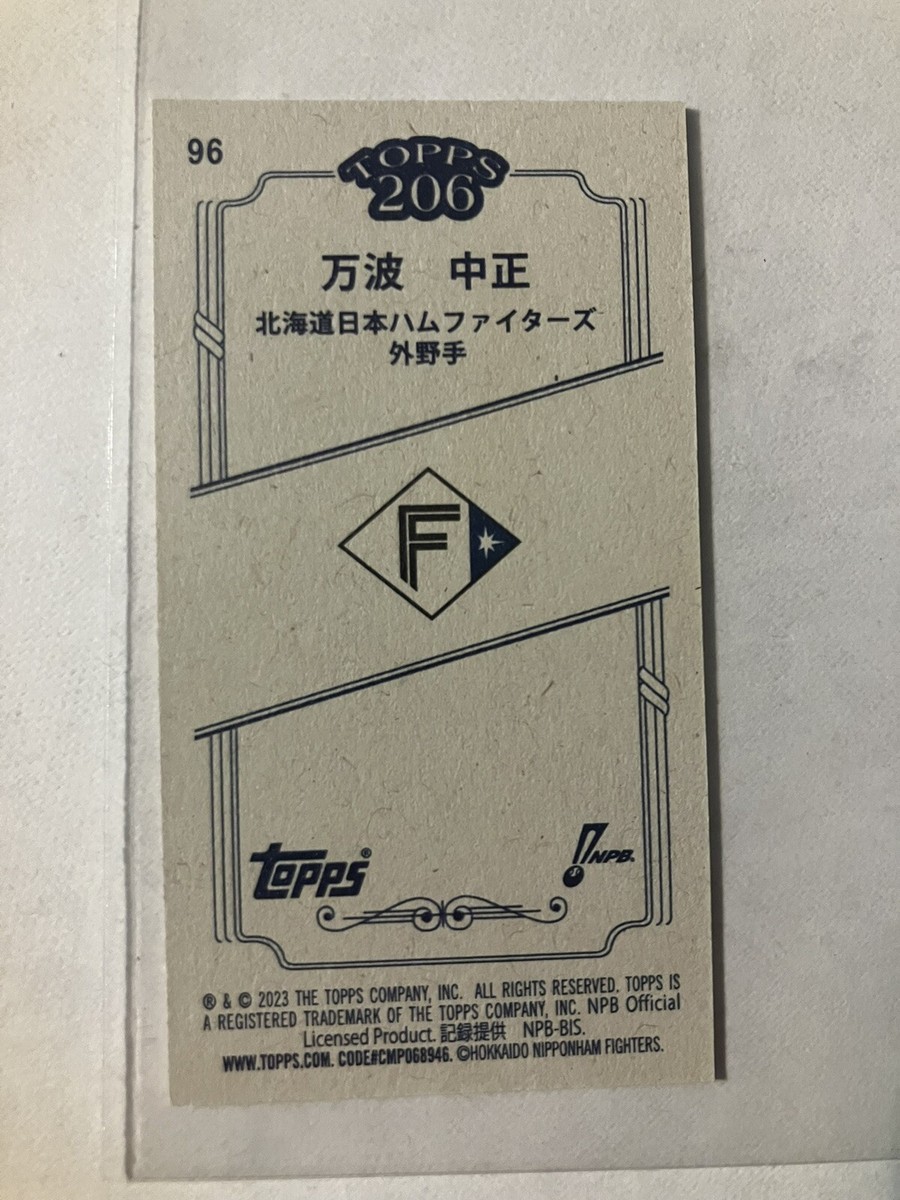 96
TOPPS
206
万波 中正
北海道日本ハムファイターズ
外野手
F
topps®
NPB.
® & © 2023 THE TOPPS COMPANY, INC. ALL RIGHTS RESERVED. TOPPS IS
A REGISTERED TRADEMARK OF THE TOPPS COMPANY, INC. NPB Official
Licensed Product. 記録提供 NPB-BIS.
WWW.TOPPS.COM. CODE#CMP068946. ©HOKKAIDO NIPPONHAM FIGHTERS.